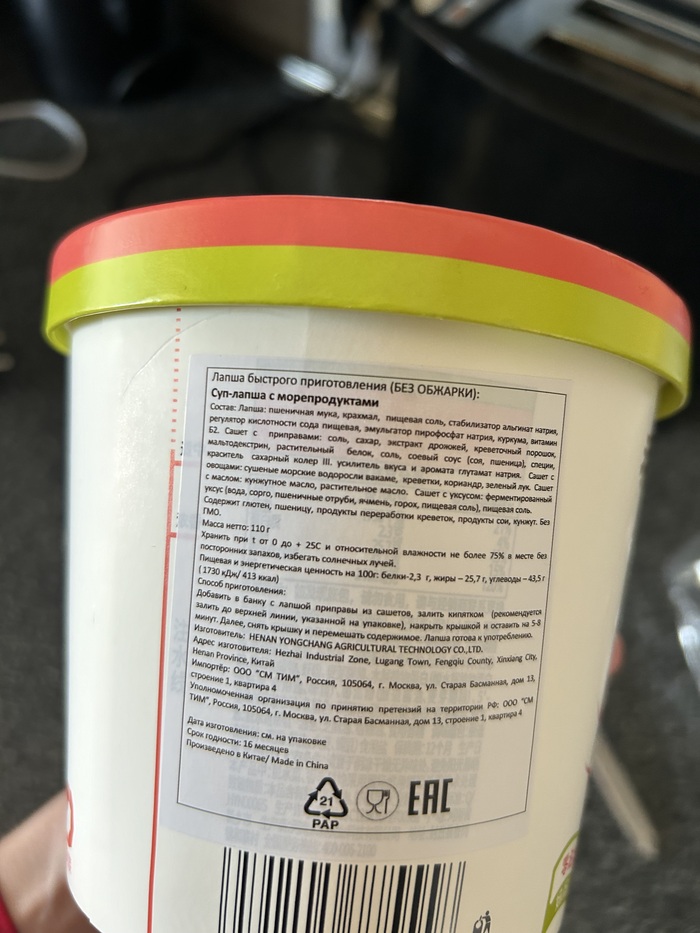 Лапша быстрого приготовления (БЕЗ ОБЖАРКИ):
Суп-лапша с морепродуктами
Состав: Лапша: пшеничная мука, крахмал, пищевая соль, стабилизатор альгинат натрия,
регулятор кислотности сода пищевая, эмульгатор пирофосфат натрия, куркума, витамин
Б2. Сашет с приправами: соль, сахар, экстракт дрожжей, креветочный порошок,
мальтодекстрин, растительный белок, соль, соевый соус (соя, пшеница), специи,
краситель сахарный колер III. усилитель вкуса и аромата глутамат натрия. Сашет с
овощами: сушеные морские водоросли вакаме, креветки, кориандр, зеленый лук. Сашет
с маслом: кунжутное масло, растительное масло. Сашет с уксусом: ферментированный
уксус (вода, сорго, пшеничные отруби, ячмень, горох, пищевая соль), пищевая соль.
Содержит глютен, пшеницу, продукты переработки креветок, продукты сои, кунжут. Без
ГМО.
Масса нетто: 110 г
Хранить при t от 0 до + 25С и относительной влажности не более 75% в месте без
посторонних запахов, избегать солнечных лучей.
Пищевая и энергетическая ценность на 100г: белки-2,3 г, жиры – 25,7 г, углеводы –43,5 г
( 1730 кДж/ 413 ккал)
Способ приготовления:
Добавить в банку с лапшой приправы из сашетов, залить кипятком (рекомендуется
залить до верхней линии, указанной на упаковке), накрыть крышкой и оставить на 5-8
минут. Далее, снять крышку и перемешать содержимое. Лапша готова к употреблению.
Изготовитель: HENAN YONGCHANG AGRICULTURAL TECHNOLOGY CO.,LTD.
Адрес изготовителя: Hezhai Industrial Zone, Lugang Town, Fengqiu County, Xinxiang City,
Henan Province, Китай
Импортёр: ООО "СМ ТИМ", Россия, 105064, г. Москва, ул. Старая Басманная, дом 13,
строение 1, квартира 4
Уполномоченная организация по принятию претензий на территории РФ: ООО "СМ
ТИМ", Россия, 105064, г. Москва, ул. Старая Басманная, дом 13, строение 1, квартира 4
Дата изготовления: см. на упаковке
Срок годности: 16 месяцев
Произведено в Китае/ Made in China
21
PAP
EAC